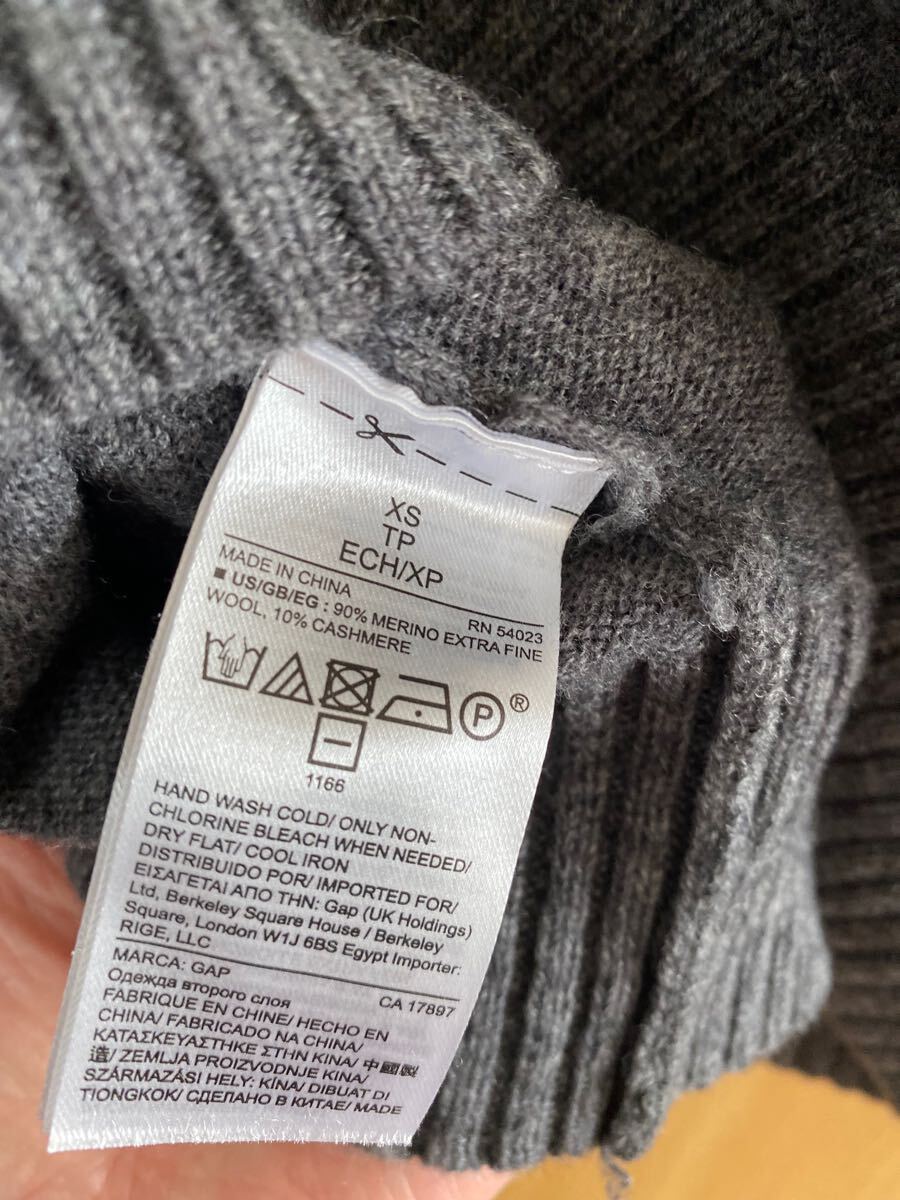 XS
TP
ECH/XP
MADE IN CHINA
RN 54023
■ US/GB/EG : 90% MERINO EXTRA FINE
WOOL, 10% CASHMERE
P ®
1166
HAND WASH COLD/ ONLY NON-
CHLORINE BLEACH WHEN NEEDED/
DRY FLAT/ COOL IRON
DISTRIBUIDO POR/ IMPORTED FOR/
ΕΙΣΑΓΕΤΑΙ ΑΠΟ ΤΗΝ: Gap (UK Holdings)
Ltd, Berkeley Square House / Berkeley
Square, London W1J 6BS Egypt Importer:
RIGE, LLC
MARCA: GAP
CA 17897
Одежда второго слоя
FABRIQUE EN CHINE/ HECHO EN
CHINA/ FABRICADO NA CHINA/
ΚΑΤΑΣΚΕΥΑΣΤΗΚΕ ΣΤΗΝ ΚΙΝΑ/ 中國製
造/ ZEMLJA PROIZVODNJE KINA/
SZÁRMAZÁSI HELY: KÍNA/ DIBUAT DI
TIONGKOK/ СДЕЛАНО В КИТАЕ/ MADE